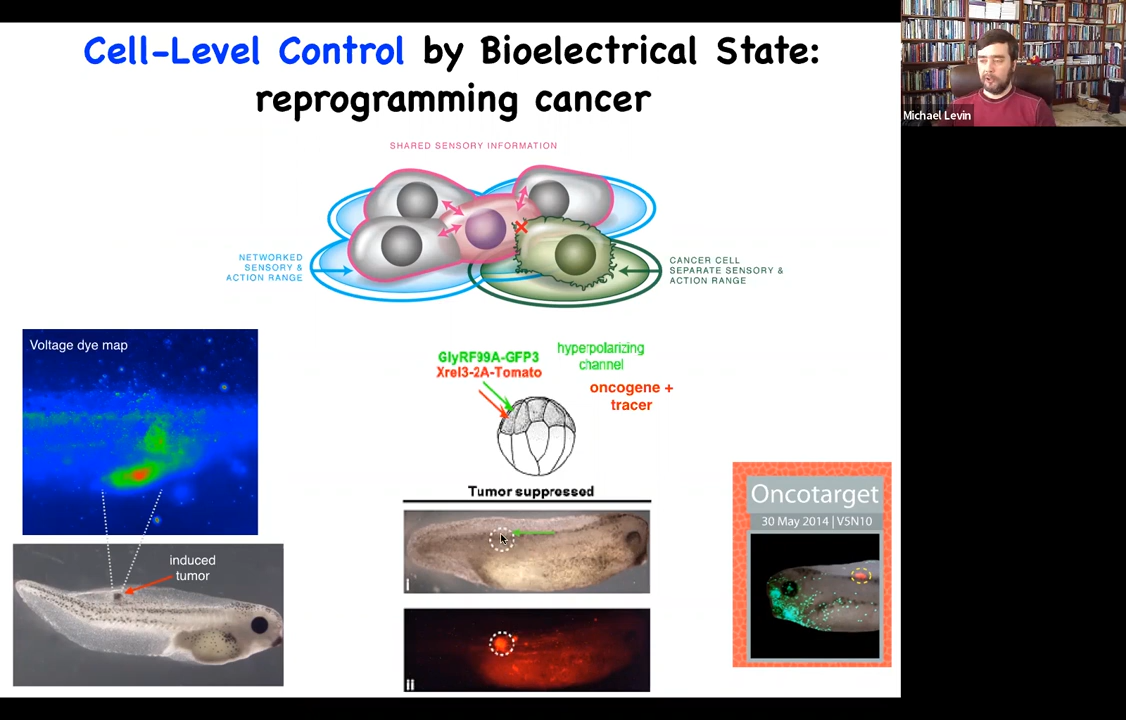 Cell-Level Control by Bioelectrical State:
reprogramming cancer
Michael Levin
SHARED SENSORY INFORMATION
NETWORKED
SENSORY &
ACTION RANGE
CANCER CELL
SEPARATE SENSORY &
ACTION RANGE
Voltage dye map
GlyRF99A-GFP3
Xrel3-2A-Tomato
hyperpolarizing
channel
oncogene +
tracer
Tumor suppressed
i
ii
induced
tumor
Oncotarget
30 May 2014 | V5N10